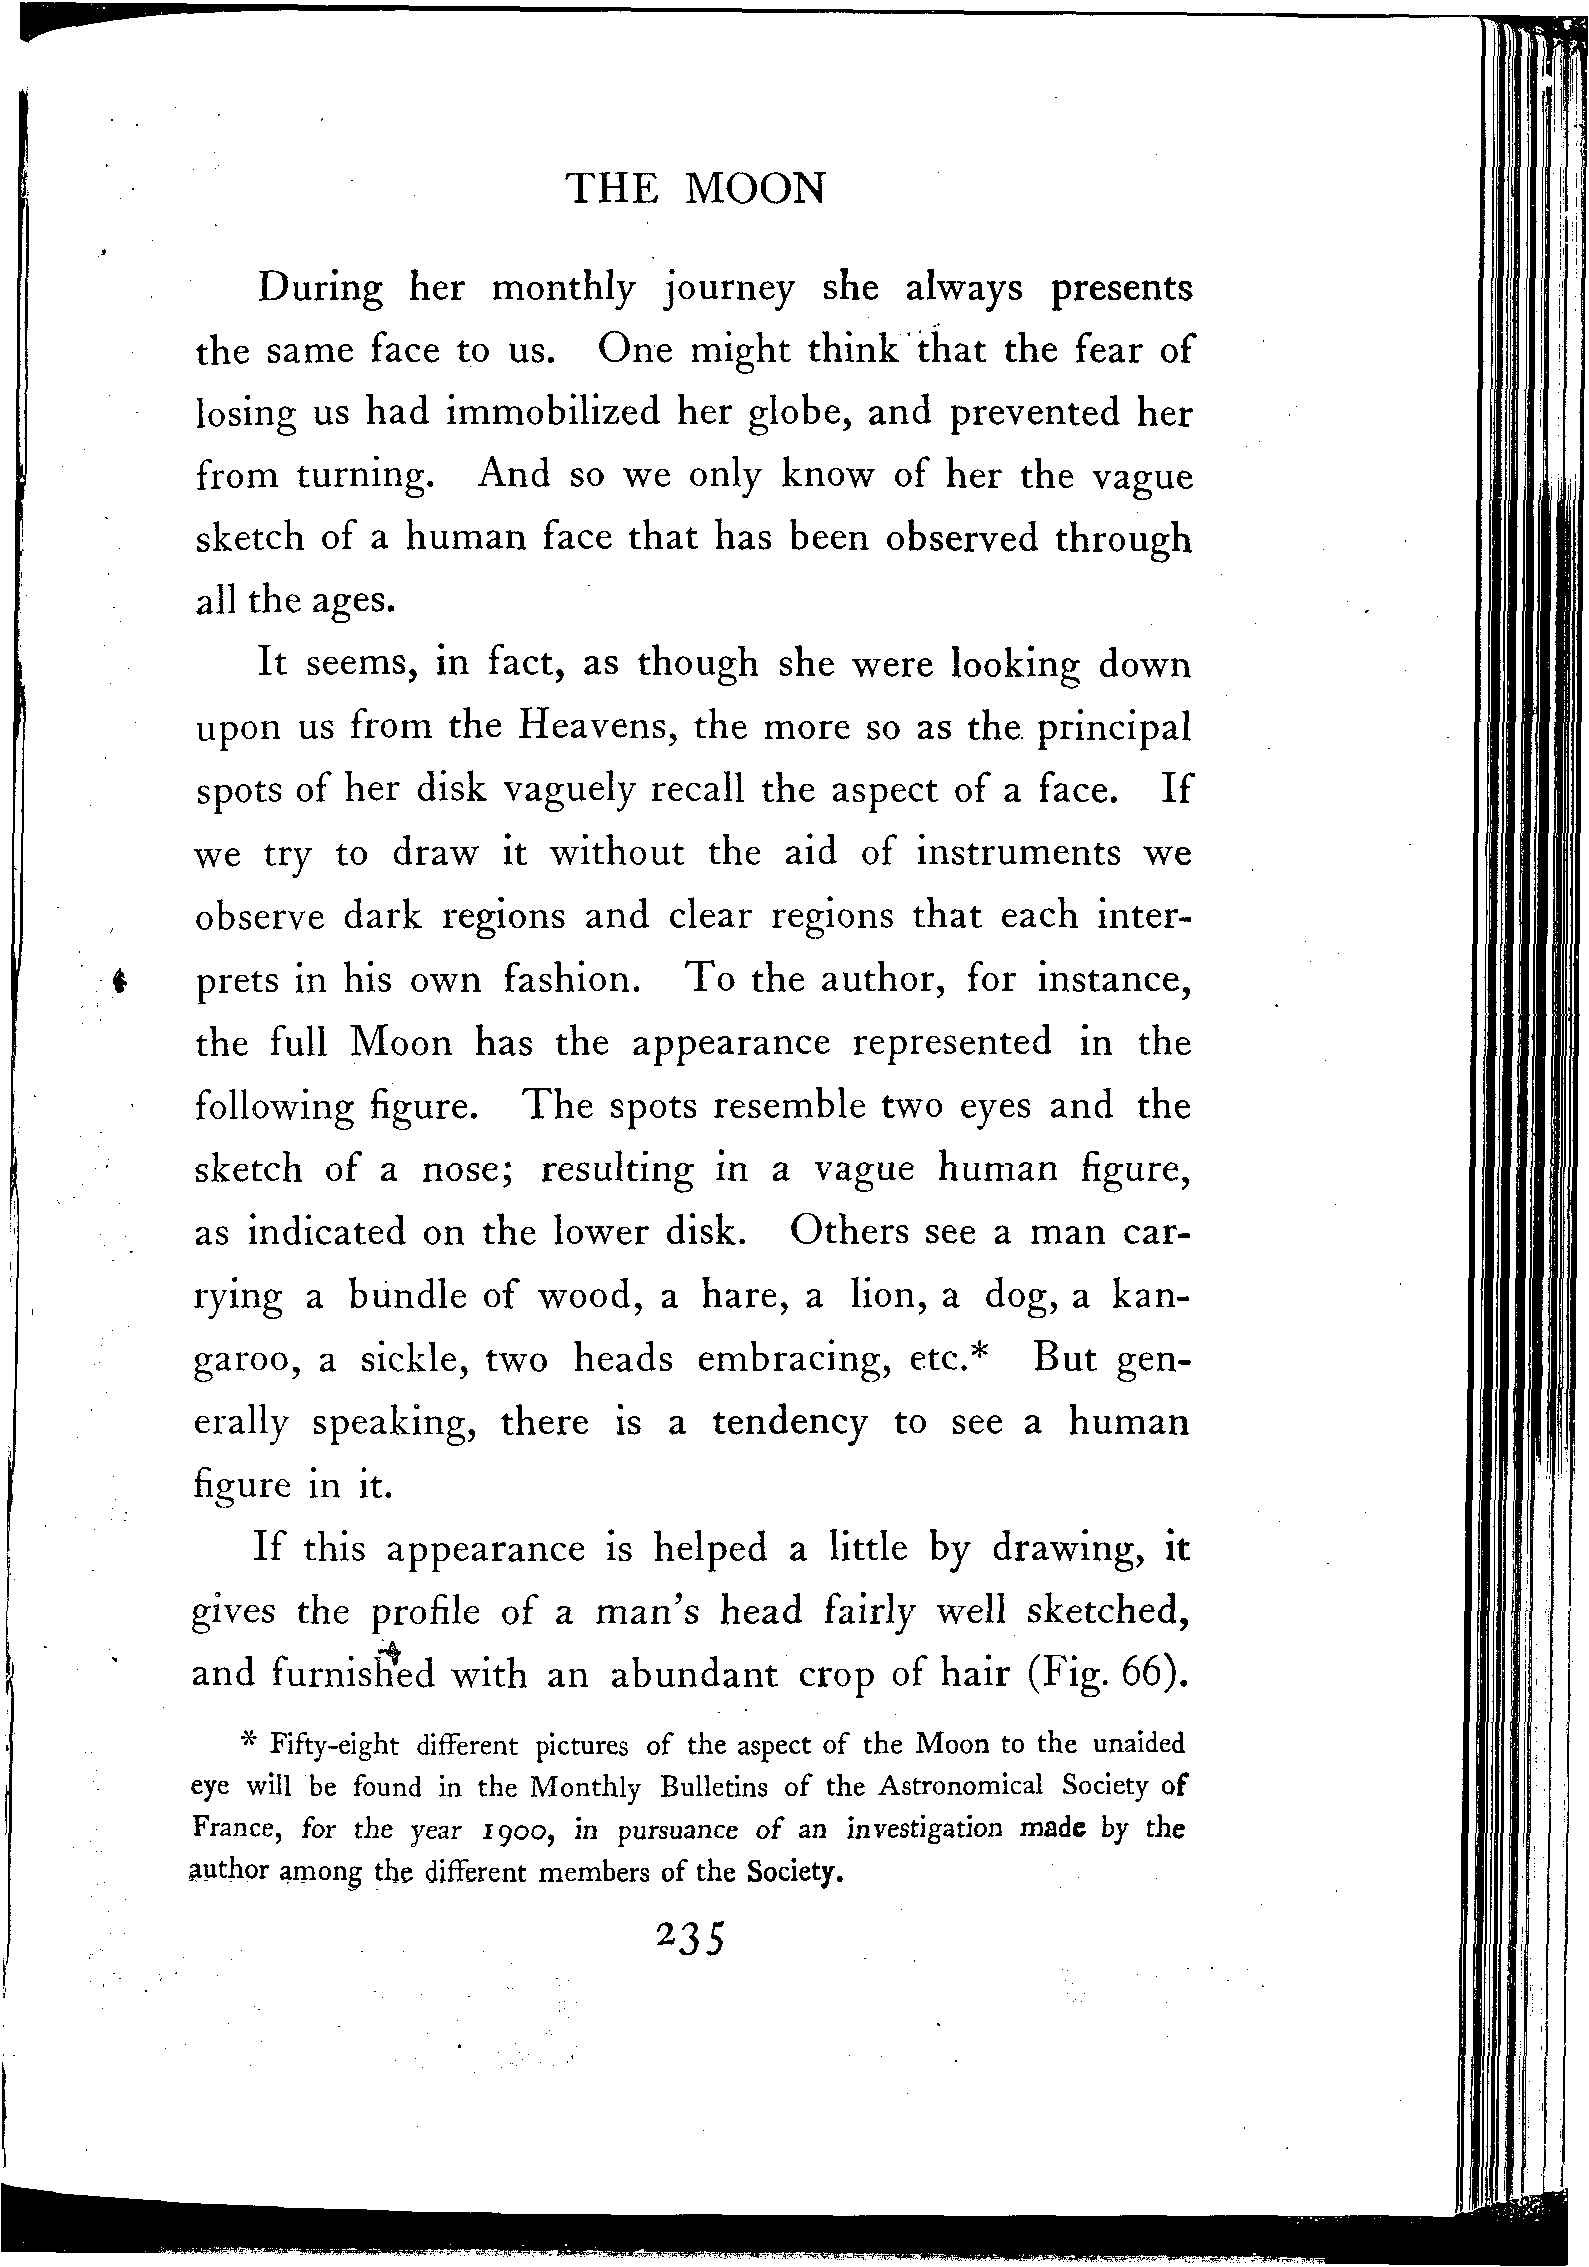 THE MOON
During her monthly journey she always presents
the same face to us. One might think that the fear of
losing us had immobilized her globe, and prevented her
from turning. And so we only know of her the vague
sketch of a human face that has been observed through
all the ages.
It seems, in fact, as though she were looking down
upon us from the Heavens, the more so as the principal
spots of her disk vaguely recall the aspect of a face. If
we try to draw it without the aid of instruments we
observe dark regions and clear regions that each inter-
prets in his own fashion. To the author, for instance,
the full Moon has the appearance represented in the
following figure. The spots resemble two eyes and the
sketch of a nose; resulting in a vague human figure,
as indicated on the lower disk. Others see a man car-
rying a bundle of wood, a hare, a lion, a dog, a kan-
garoo, a sickle, two heads embracing, etc.* But gen-
erally speaking, there is a tendency to see a human
figure in it.
If this appearance is helped a little by drawing, it
gives the profile of a man's head fairly well sketched,
and furnished with an abundant crop of hair (Fig. 66).
* Fifty-eight different pictures of the aspect of the Moon to the unaided
eye will be found in the Monthly Bulletins of the Astronomical Society of
France, for the year 1900, in pursuance of an investigation made by the
author among the different members of the Society.
235